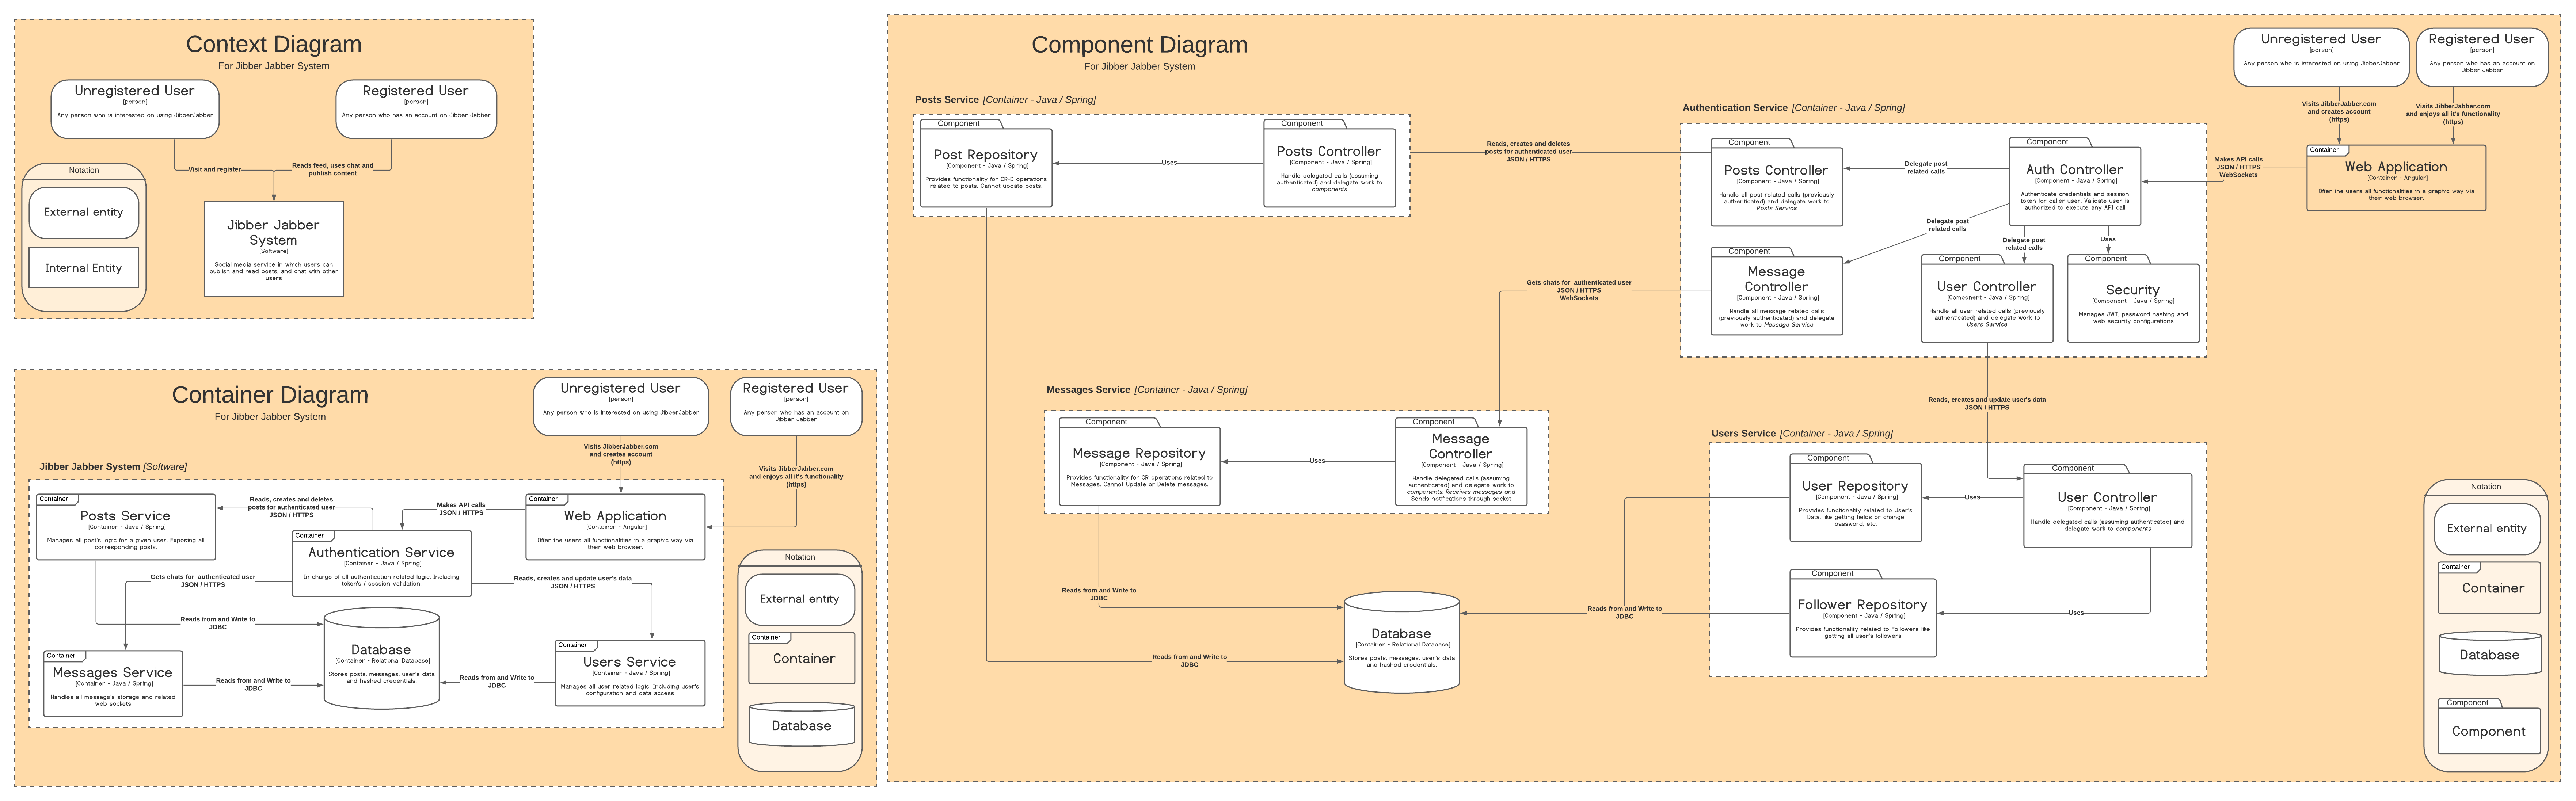 Context Diagram
For Jibber Jabber System
Unregistered User
[person]
Any person who is interested on using JibberJabber
Registered User
[person]
Any person who has an account on Jibber Jabber
Visit and register
Reads feed, uses chat and
publish content
Notation
External entity
Internal Entity
Jibber Jabber
System
[Software]
Social media service in which users can
publish and read posts, and chat with other
users
Container Diagram
For Jibber Jabber System
Unregistered User
[person]
Any person who is interested on using JibberJabber
Registered User
[person]
Any person who has an account on
Jibber Jabber
Visits JibberJabber.com
and creates account
(https)
Visits JibberJabber.com
and enjoys all it's functionality
(https)
Jibber Jabber System [Software]
Container
Posts Service
[Container - Java / Spring]
Manages all post's logic for a given user. Exposing all
corresponding posts.
Reads, creates and deletes
posts for authenticated user
JSON / HTTPS
Makes API calls
JSON / HTTPS
Container
Web Application
[Container - Angular]
Offer the users all functionalities in a graphic way via
their web browser.
Container
Authentication Service
[Container - Java / Spring]
In charge of all authentication related logic. Including
token's / session validation.
Gets chats for  authenticated user
JSON / HTTPS
Reads, creates and update user's data
JSON / HTTPS
Reads from and Write to
JDBC
Container
Messages Service
[Container - Java / Spring]
Handles all message's storage and related
web sockets
Reads from and Write to
JDBC
Database
[Container - Relational Database]
Stores posts, messages, user's data
and hashed credentials.
Reads from and Write to
JDBC
Container
Users Service
[Container - Java / Spring]
Manages all user related logic. Including user's
configuration and data access
Notation
External entity
Container
Container
Database
Component Diagram
For Jibber Jabber System
Unregistered User
[person]
Any person who is interested on using JibberJabber
Registered User
[person]
Any person who has an account on
Jibber Jabber
Visits JibberJabber.com
and creates account
(https)
Visits JibberJabber.com
and enjoys all it's functionality
(https)
Container
Web Application
[Container - Angular]
Offer the users all functionalities in a graphic way via
their web browser.
Makes API calls
JSON / HTTPS
WebSockets
Posts Service [Container - Java / Spring]
Component
Post Repository
[Component - Java / Spring]
Provides functionality for CR-D operations
related to posts. Cannot update posts.
Uses
Component
Posts Controller
[Component - Java / Spring]
Handle delegated calls (assuming
authenticated) and delegate work to
components
Reads, creates and deletes
posts for authenticated user
JSON / HTTPS
Authentication Service [Container - Java / Spring]
Component
Posts Controller
[Component - Java / Spring]
Handle all post related calls (previously
authenticated) and delegate work to
Posts Service
Delegate post
related calls
Component
Auth Controller
[Component - Java / Spring]
Authenticate credentials and session
token for caller user. Validate user is
authorized to execute any API call
Delegate post
related calls
Delegate post
related calls
Uses
Component
Message
Controller
[Component - Java / Spring]
Handle all message related calls
(previously authenticated) and delegate
work to Message Service
Component
User Controller
[Component - Java / Spring]
Handle all user related calls (previously
authenticated) and delegate work to
Users Service
Component
Security
[Component - Java / Spring]
Manages JWT, password hashing and
web security configurations
Gets chats for  authenticated user
JSON / HTTPS
WebSockets
Reads, creates and update user's data
JSON / HTTPS
Messages Service [Container - Java / Spring]
Component
Message Repository
[Component - Java / Spring]
Provides functionality for CR operations related to
Messages. Cannot Update or Delete messages.
Uses
Component
Message
Controller
[Component - Java / Spring]
Handle delegated calls (assuming
authenticated) and delegate work to
components. Receives messages and
Sends notifications through socket
Users Service [Container - Java / Spring]
Component
User Repository
[Component - Java / Spring]
Provides functionality related to User's
Data, like getting fields or change
password, etc.
Uses
Component
User Controller
[Component - Java / Spring]
Handle delegated calls (assuming authenticated) and
delegate work to components
Component
Follower Repository
[Component - Java / Spring]
Provides functionality related to Followers like
getting all user's followers
Uses
Reads from and Write to
JDBC
Reads from and Write to
JDBC
Reads from and Write to
JDBC
Database
[Container - Relational Database]
Stores posts, messages, user's data
and hashed credentials.
Notation
External entity
Container
Container
Database
Component
Component